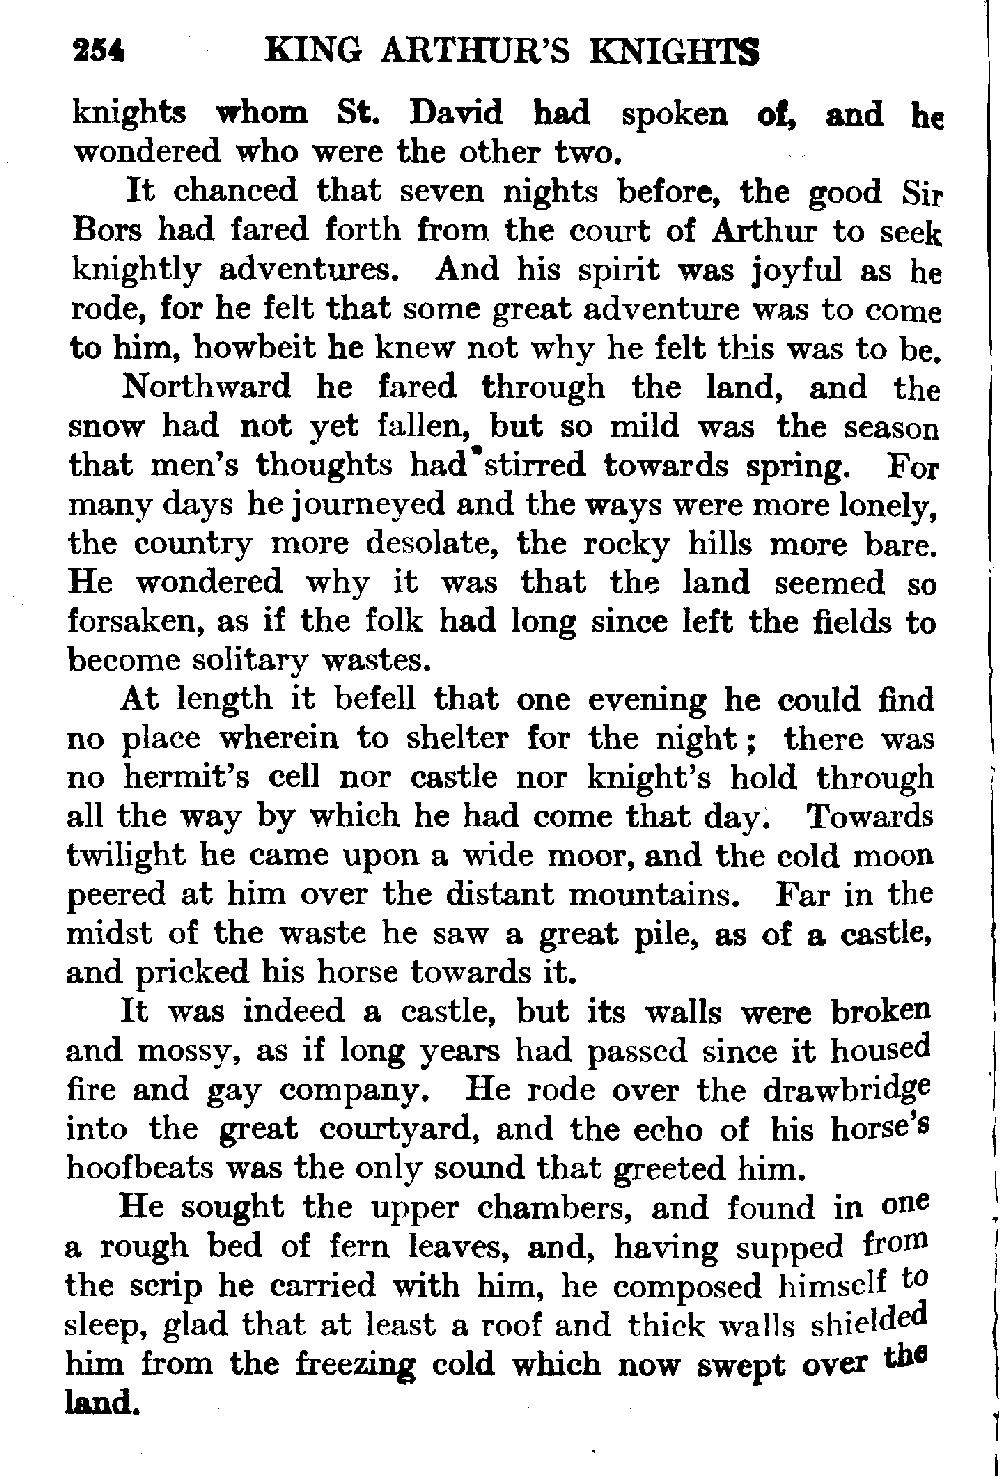 254 KING ARTHUR'S KNIGHTS
knights whom St. David had spoken of, and he
wondered who were the other two.
It chanced that seven nights before, the good Sir
Bors had fared forth from the court of Arthur to seek
knightly adventures. And his spirit was joyful as he
rode, for he felt that some great adventure was to come
to him, howbeit he knew not why he felt this was to be.
Northward he fared through the land, and the
snow had not yet fallen, but so mild was the season
that men's thoughts had stirred towards spring. For
many days he journeyed and the ways were more lonely,
the country more desolate, the rocky hills more bare.
He wondered why it was that the land seemed so
forsaken, as if the folk had long since left the fields to
become solitary wastes.
At length it befell that one evening he could find
no place wherein to shelter for the night; there was
no hermit's cell nor castle nor knight's hold through
all the way by which he had come that day. Towards
twilight he came upon a wide moor, and the cold moon
peered at him over the distant mountains. Far in the
midst of the waste he saw a great pile, as of a castle,
and pricked his horse towards it.
It was indeed a castle, but its walls were broken
and mossy, as if long years had passed since it housed
fire and gay company. He rode over the drawbridge
into the great courtyard, and the echo of his horse's
hoofbeats was the only sound that greeted him.
He sought the upper chambers, and found in one
a rough bed of fern leaves, and, having supped from
the scrip he carried with him, he composed himself to
sleep, glad that at least a roof and thick walls shielded
him from the freezing cold which now swept over the
land.